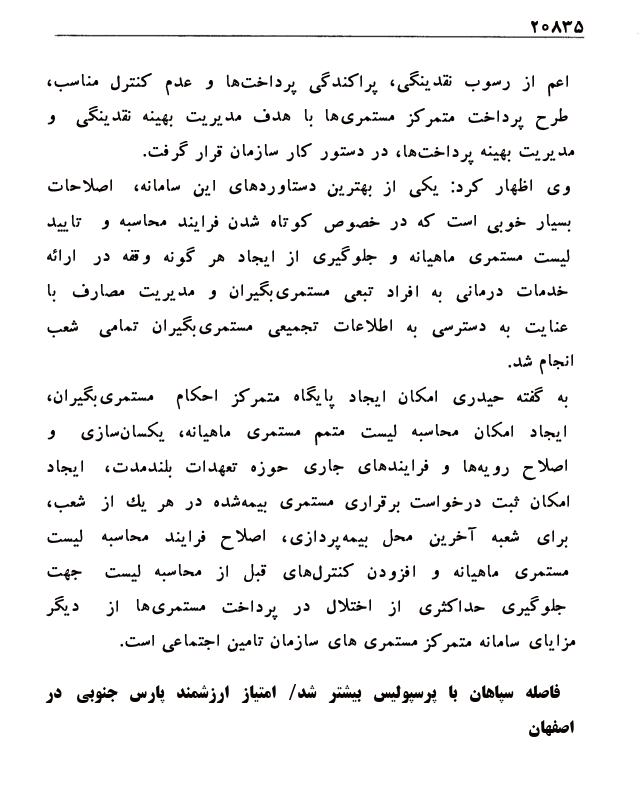 ۲۰۸۳۵
اعم از رسوب نقدینگی، پراکندگی پرداخت‌ها و عدم کنترل مناسب،
طرح پرداخت متمرکز مستمری‌ها با هدف مدیریت بهینه نقدینگی و
مدیریت بهینه پرداخت‌ها، در دستور کار سازمان قرار گرفت.
وی اظهار کرد: یکی از بهترین دستاوردهای این سامانه، اصلاحات
بسیار خوبی است که در خصوص کوتاه شدن فرایند محاسبه و تایید
لیست مستمری ماهیانه و جلوگیری از ایجاد هر گونه وقفه در ارائه
خدمات درمانی به افراد تبعی مستمری‌بگیران و مدیریت مصارف با
عنایت به دسترسی به اطلاعات تجمیعی مستمری‌بگیران تمامی شعب
انجام شد.
به گفته حیدری امکان ایجاد پایگاه متمرکز احکام مستمری‌بگیران،
ایجاد امکان محاسبه لیست متمم مستمری ماهیانه، یکسان‌سازی و
اصلاح رویه‌ها و فرایندهای جاری حوزه تعهدات بلندمدت، ایجاد
امکان ثبت درخواست برقراری مستمری بیمه‌شده در هر یك از شعب،
برای شعبه آخرین محل بیمه‌پردازی، اصلاح فرایند محاسبه لیست
مستمری ماهیانه و افزودن کنترل‌های قبل از محاسبه لیست جهت
جلوگیری حداکثری از اختلال در پرداخت مستمری‌ها از دیگر
مزایای سامانه متمرکز مستمری های سازمان تامین اجتماعی است.
فاصله سپاهان با پرسپولیس بیشتر شد/ امتیاز ارزشمند پارس جنوبی در
اصفهان